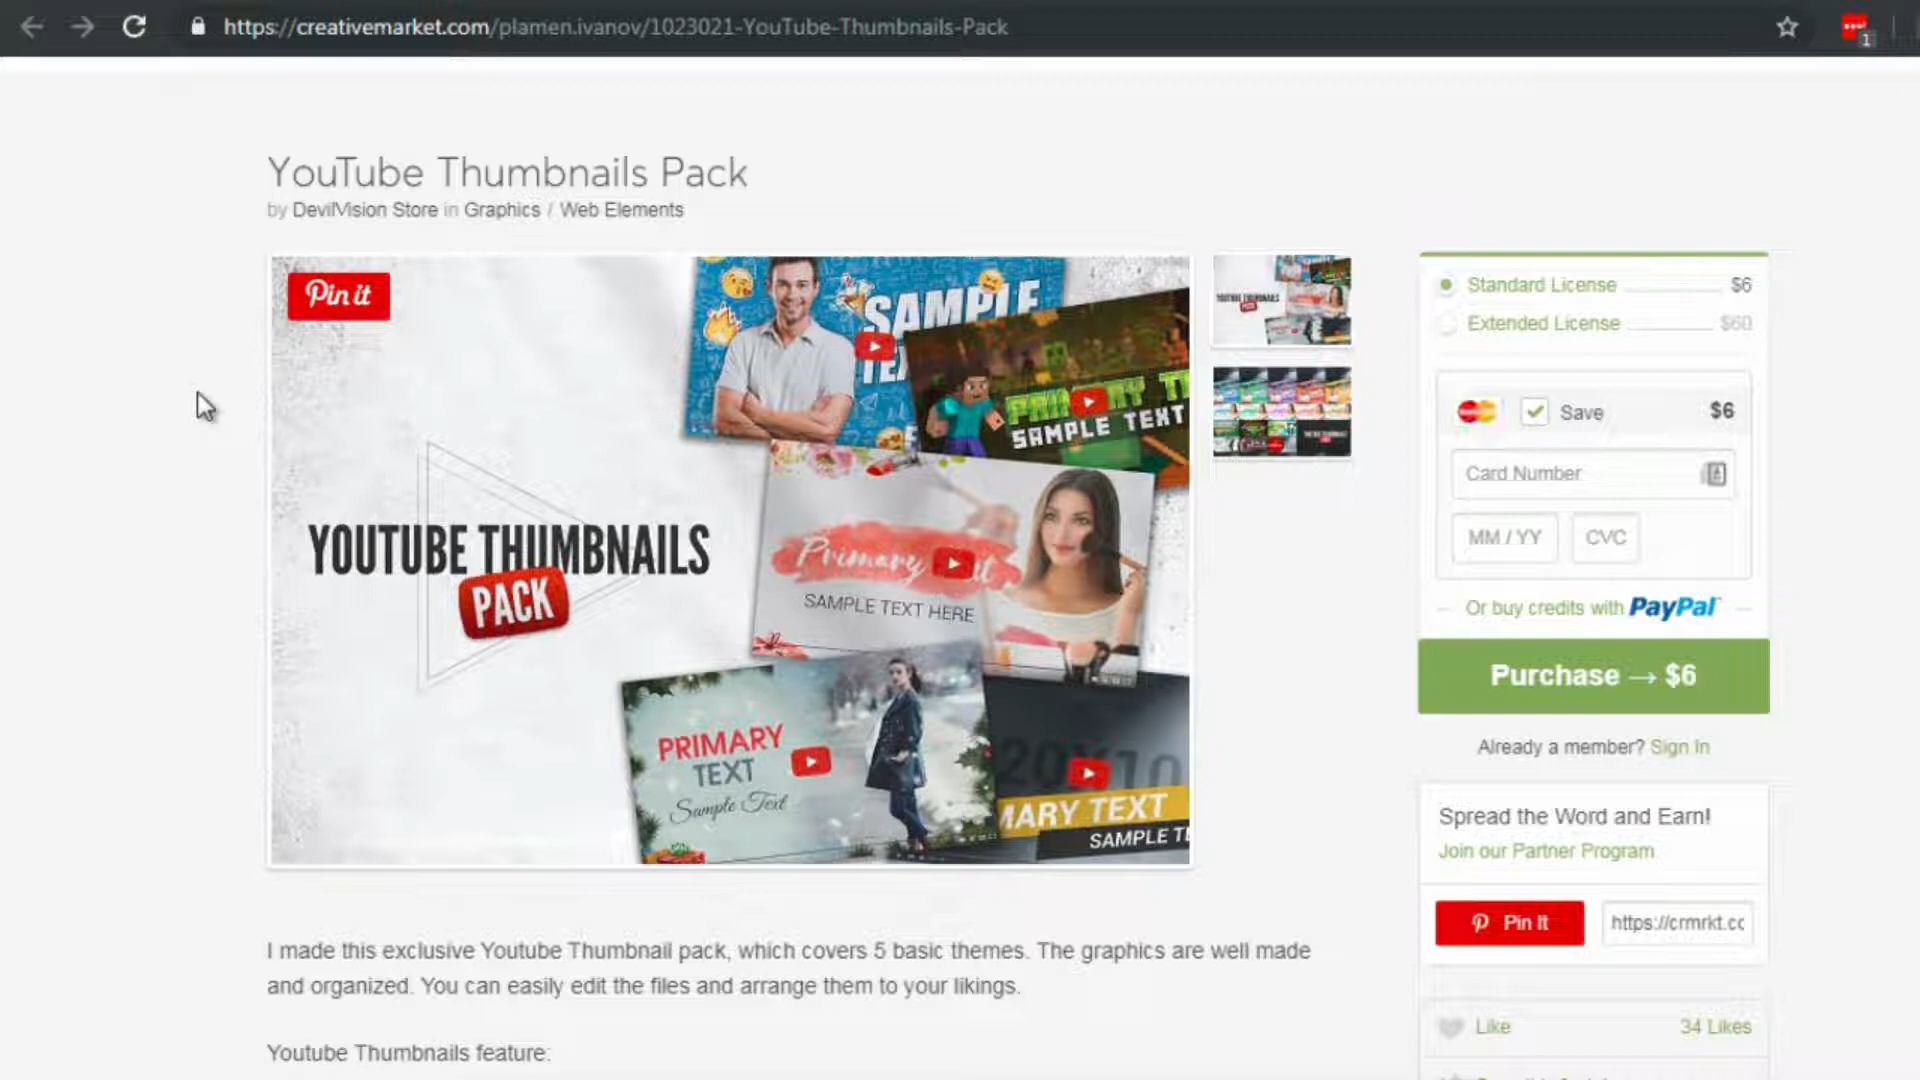 https://creativemarket.com/plamen.ivanov/1023021-YouTube-Thumbnails-Pack
1
YouTube Thumbnails Pack
by DevilVision Store in Graphics / Web Elements
Pin it
SAMPLE
SAMPLE TEXT
YOUTUBE THUMBNAILS
PACK
Primary
SAMPLE TEXT HERE
PRIMARY
TEXT
Sample Text
20X10
MARY TEXT
SAMPLE TE
Standard License $6
Extended License $60
Save $6
Card Number
MM / YY CVC
Or buy credits with PayPal
Purchase → $6
Already a member? Sign In
Spread the Word and Earn!
Join our Partner Program
Pin It https://crmrkt.cc
Like 34 Likes
I made this exclusive Youtube Thumbnail pack, which covers 5 basic themes. The graphics are well made
and organized. You can easily edit the files and arrange them to your likings.
Youtube Thumbnails feature: